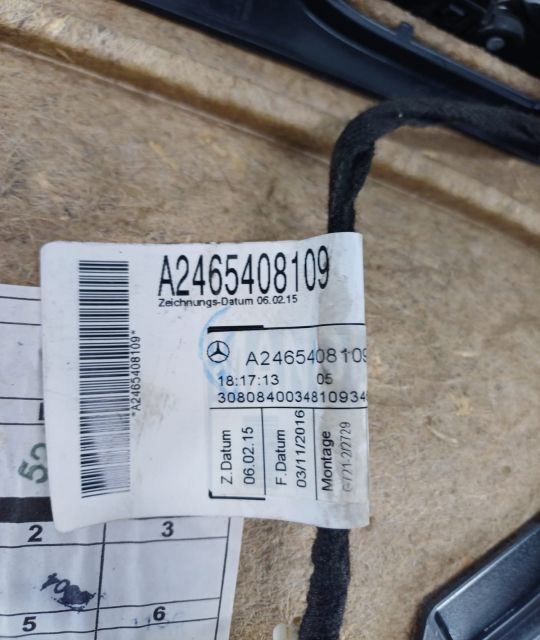 A2465408109
Zeichnungs-Datum 06.02.15
*A2465408109*
A2465408109
18:17:13 05
Z.Datum
06.02.15
F.Datum
03/11/2016
Montage
52
2
3
5
6